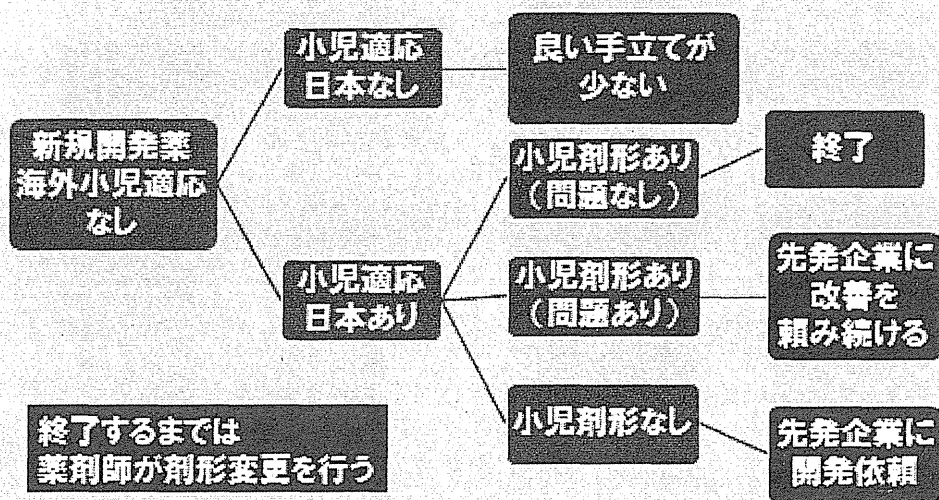 小児適応
日本なし
良い手立てが
少ない
新規開発薬
海外小児適応
なし
小児剤形あり
（問題なし）
終了
小児適応
日本あり
小児剤形あり
（問題あり）
先発企業に
改善を
頼み続ける
小児剤形なし
先発企業に
開発依頼
終了するまでは
薬剤師が剤形変更を行う